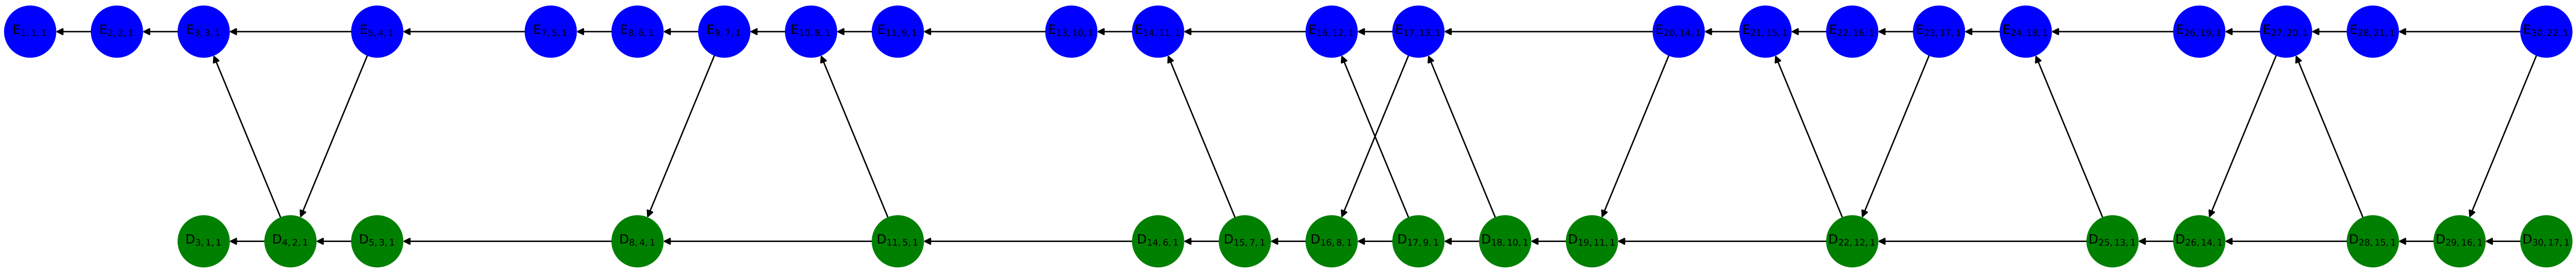 E1, 1, 1 E2, 2, 1 E3, 3, 1 E5, 4, 1 E7, 5, 1 E8, 6, 1 E9, 7, 1 E10, 8, 1 E11, 9, 1 E13, 10, 1 E14, 11, 1 E16, 12, 1 E17, 13, 1 E20, 14, 1 E21, 15, 1 E22, 16, 1 E23, 17, 1 E24, 18, 1 E26, 19, 1 E27, 20, 1 E28, 21, 1 E30, 22, 1
D3, 1, 1 D4, 2, 1 D5, 3, 1 D8, 4, 1 D11, 5, 1 D14, 6, 1 D15, 7, 1 D16, 8, 1 D17, 9, 1 D18, 10, 1 D19, 11, 1 D22, 12, 1 D25, 13, 1 D26, 14, 1 D28, 15, 1 D29, 16, 1 D30, 17, 1